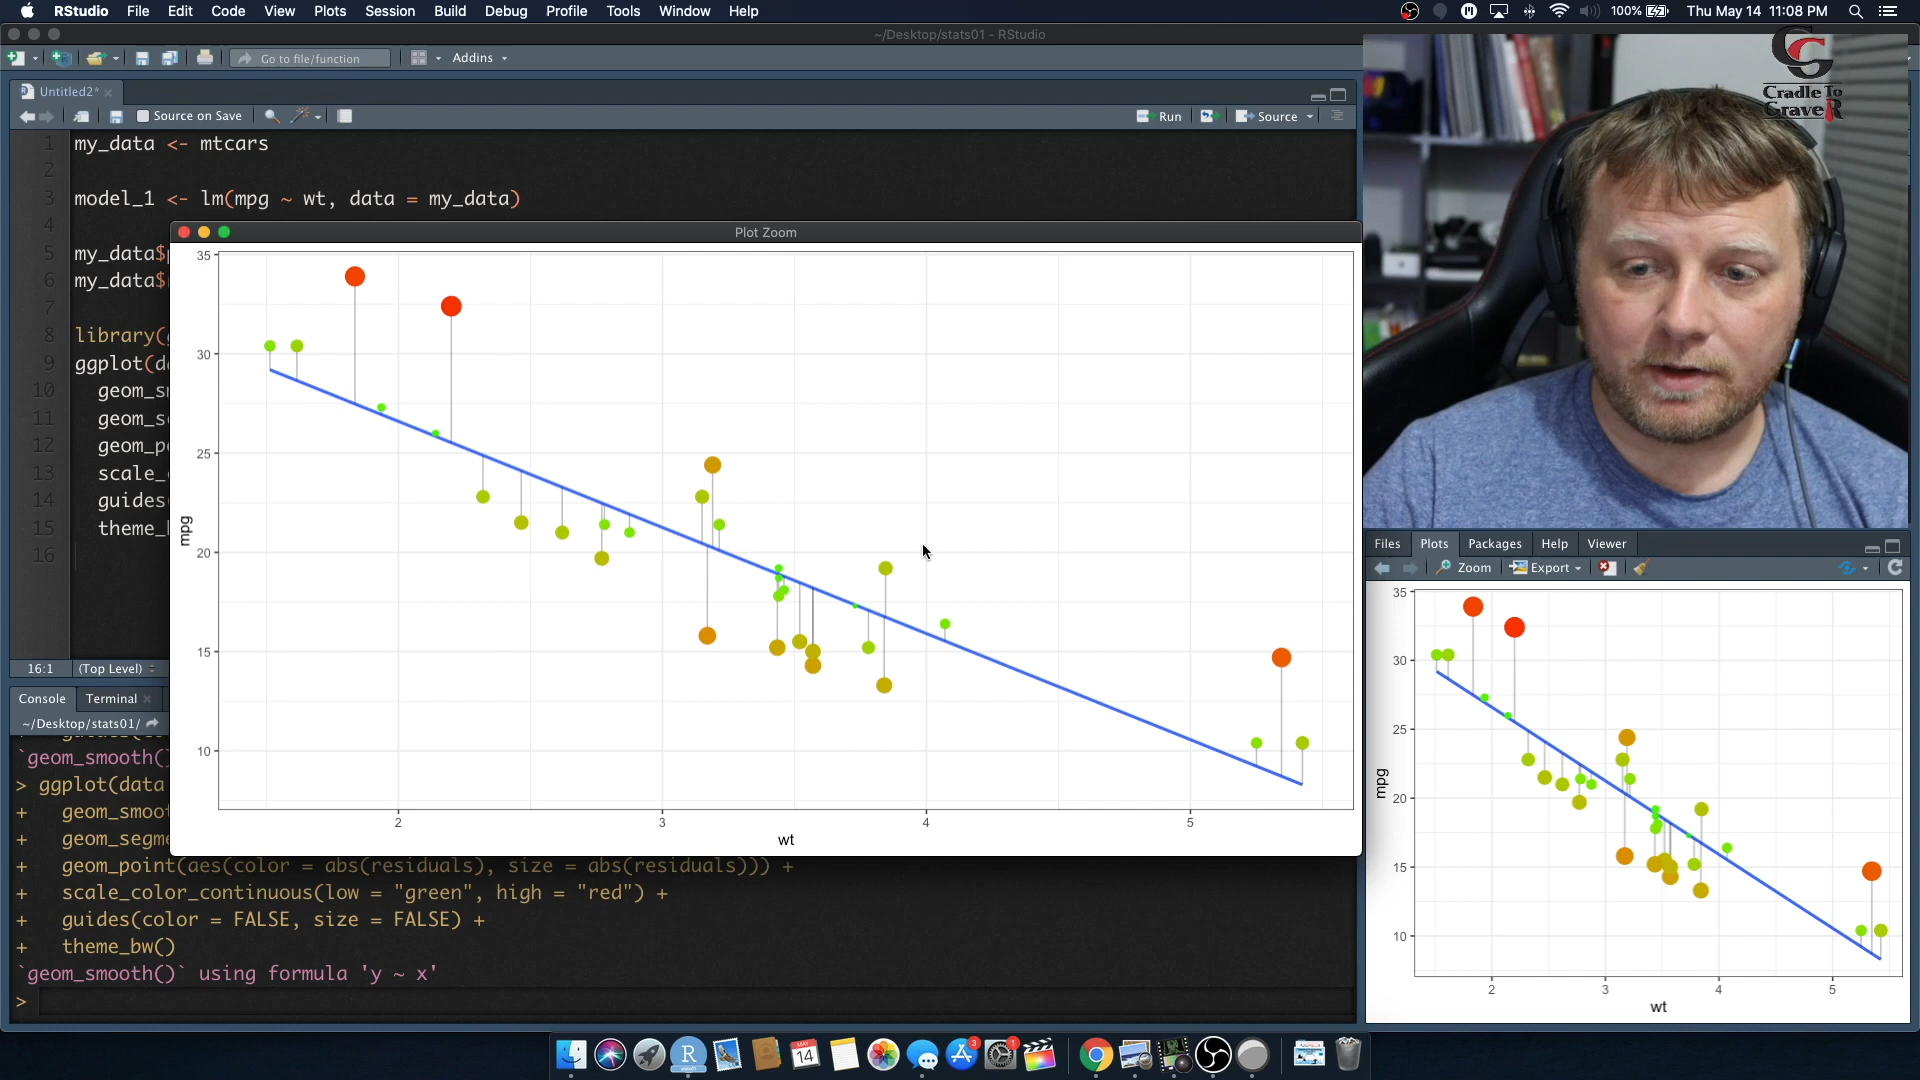 RStudio File Edit Code View Plots Session Build Debug Profile Tools Window Help
100% Thu May 14 11:08 PM
~/Desktop/stats01 - RStudio
Go to file/function
Addins
Cradle To
GraveR
Untitled2*
Source on Save
Run
Source
1 my_data <- mtcars
2
3 model_1 <- lm(mpg ~ wt, data = my_data)
4
5 my_data$
6 my_data$
7
8 library(
9 ggplot(d
10 geom_s
11 geom_s
12 geom_p
13 scale_
14 guides
15 theme_
16
16:1 (Top Level)
Plot Zoom
35
30
25
20
15
10
mpg
2 3 4 5
wt
Console Terminal
~/Desktop/stats01/
`geom_smooth()
> ggplot(data
+ geom_smoo
+ geom_segme
+ geom_point(aes(color = abs(residuals), size = abs(residuals))) +
+ scale_color_continuous(low = "green", high = "red") +
+ guides(color = FALSE, size = FALSE) +
+ theme_bw()
`geom_smooth()` using formula 'y ~ x'
>
Files Plots Packages Help Viewer
Zoom Export
35
30
25
20
15
10
mpg
2 3 4 5
wt
MAY
14
3
1